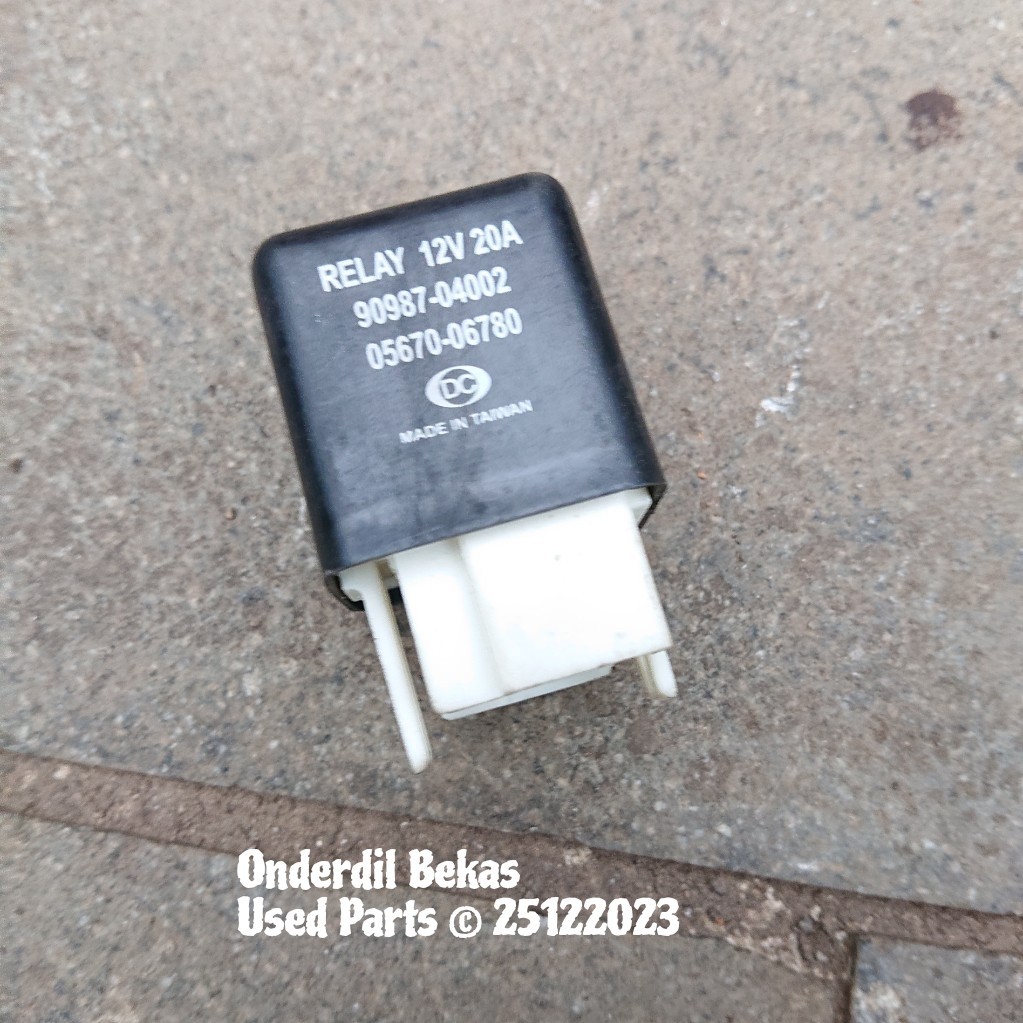 RELAY 12V 20A
90987-04002
05670-06780
DC
MADE IN TAIWAN
Onderdil Bekas
Used Parts © 25122023